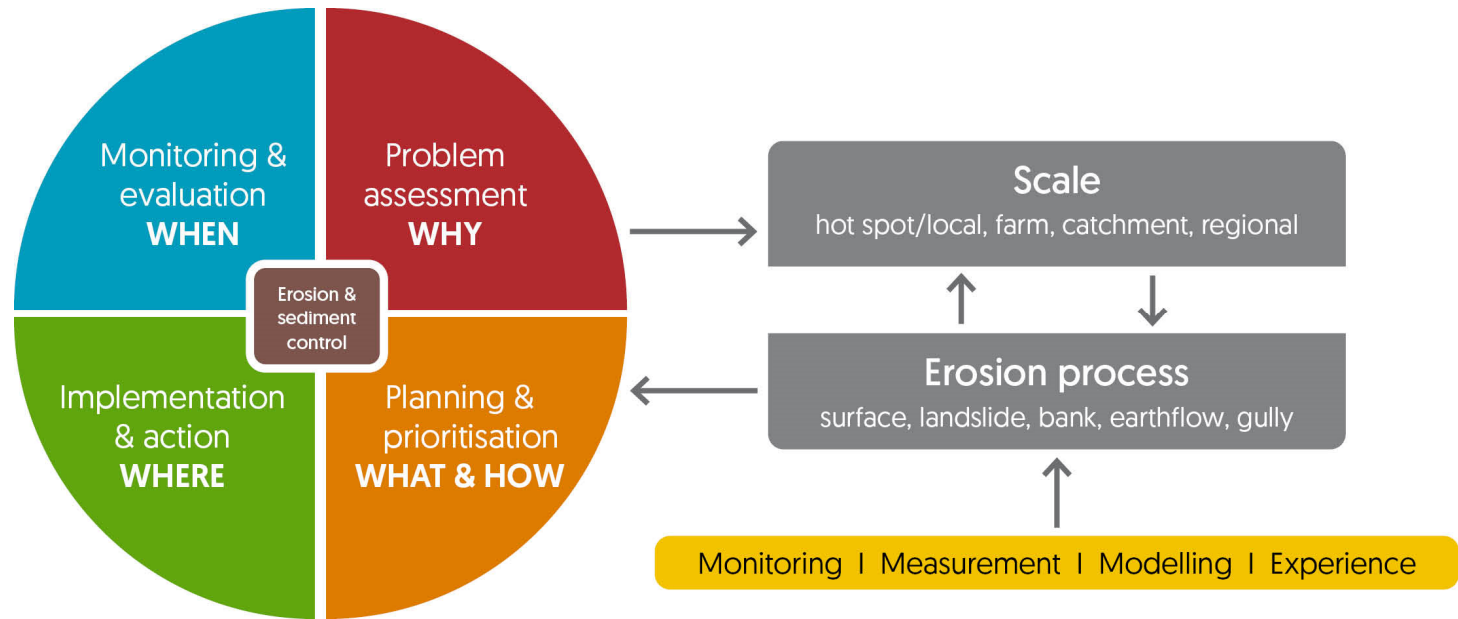 Monitoring &
evaluation
WHEN
Problem
assessment
WHY
Erosion &
sediment
control
Implementation
& action
WHERE
Planning &
prioritisation
WHAT & HOW
Scale
hot spot/local, farm, catchment, regional
Erosion process
surface, landslide, bank, earthflow, gully
Monitoring I Measurement I Modelling I Experience